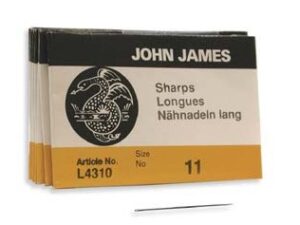 JOHN JAMES
Sharps
Longues
Nähnadeln lang
Article No.
L4310
Size
No
11